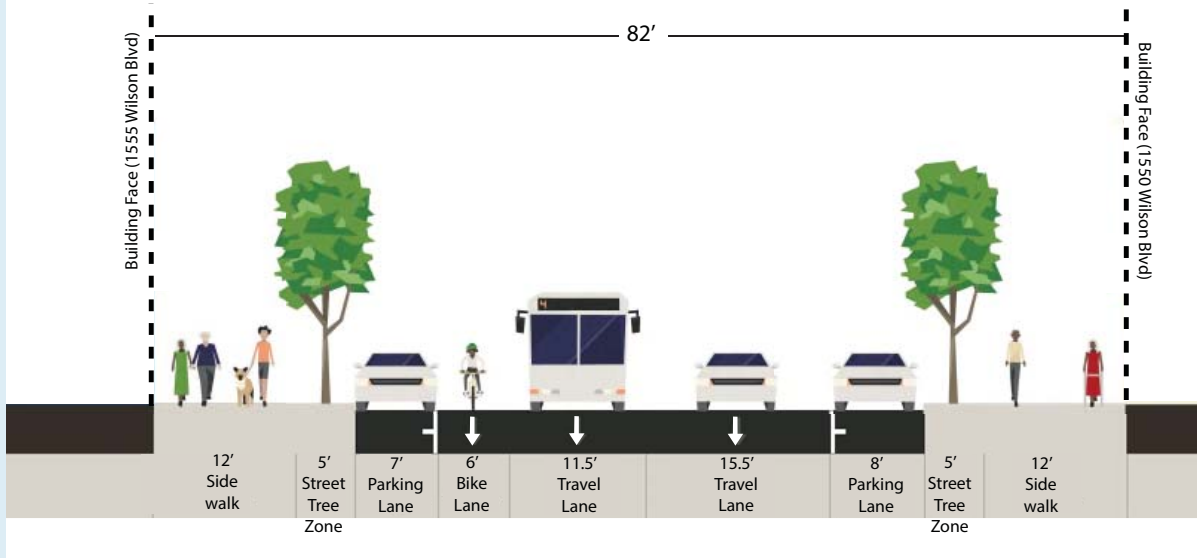 82’
Building Face (1555 Wilson Blvd)
Building Face (1550 Wilson Blvd)
4
12’
Side
walk
5’
Street
Tree
Zone
7’
Parking
Lane
6’
Bike
Lane
11.5’
Travel
Lane
15.5’
Travel
Lane
8’
Parking
Lane
5’
Street
Tree
Zone
12’
Side
walk